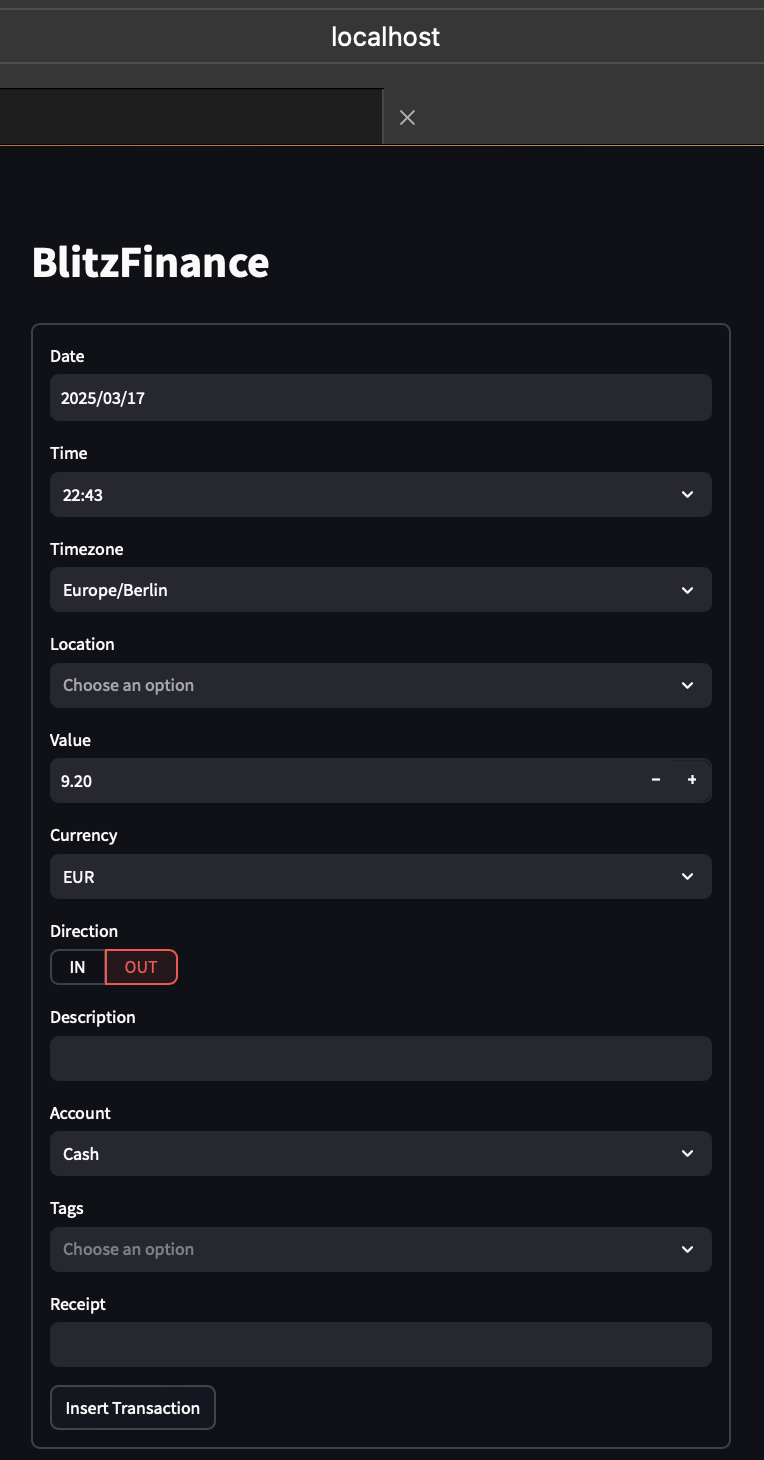 localhost
BlitzFinance
Date
2025/03/17
Time
22:43
Timezone
Europe/Berlin
Location
Choose an option
Value
9.20 − +
Currency
EUR
Direction
IN OUT
Description
Account
Cash
Tags
Choose an option
Receipt
Insert Transaction